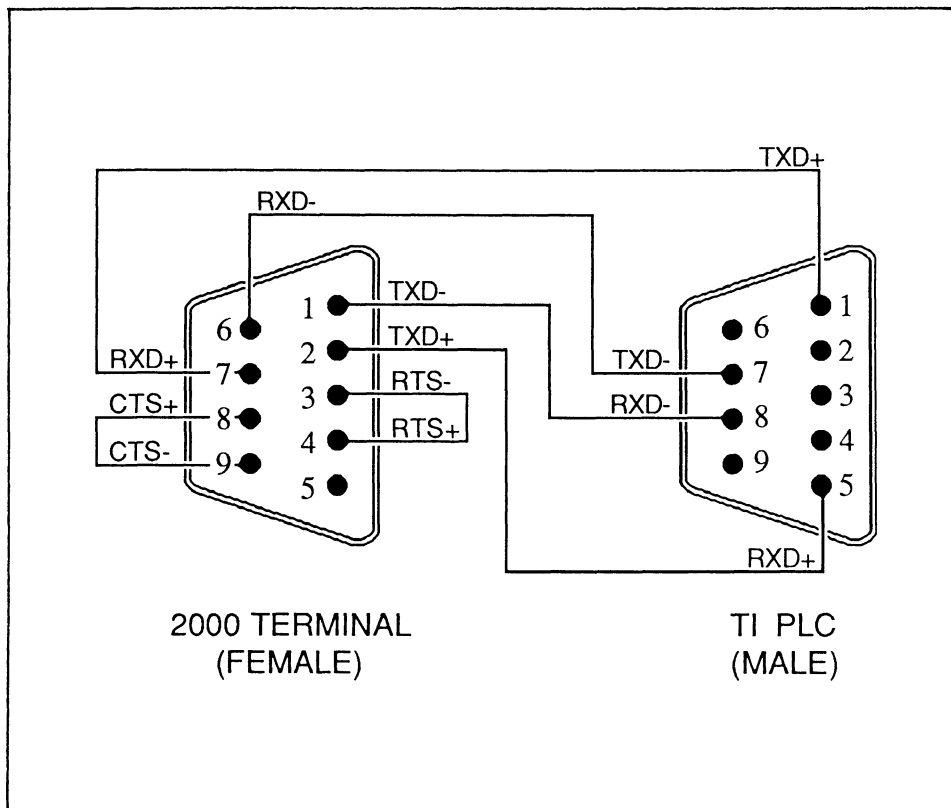 TXD+
RXD-
1
TXD-
1
6
6
2
TXD+
2
RXD+
7
TXD-
7
3
RTS-
3
CTS+
8
RXD-
8
4
RTS+
4
CTS-
9
9
5
5
RXD+
2000 TERMINAL
(FEMALE)
TI PLC
(MALE)